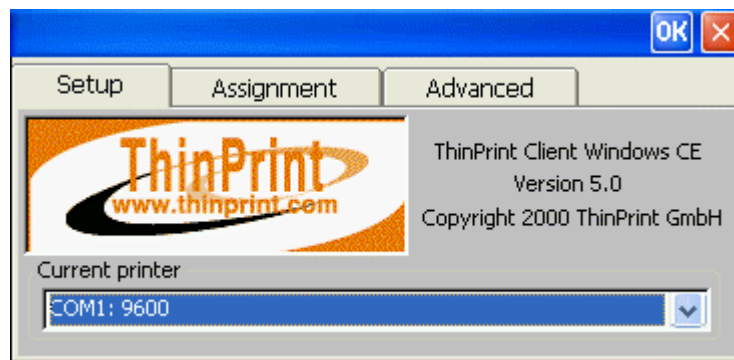 OK
Setup
Assignment
Advanced
ThinPrint
www.thinprint.com
ThinPrint Client Windows CE
Version 5.0
Copyright 2000 ThinPrint GmbH
Current printer
COM1: 9600